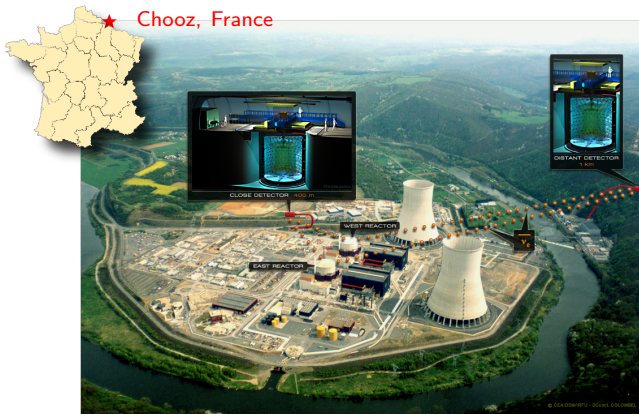 Chooz, France
DISTANT DETECTOR
1 km
CLOSE DETECTOR 400 m
WEST REACTOR
ν̅e
EAST REACTOR